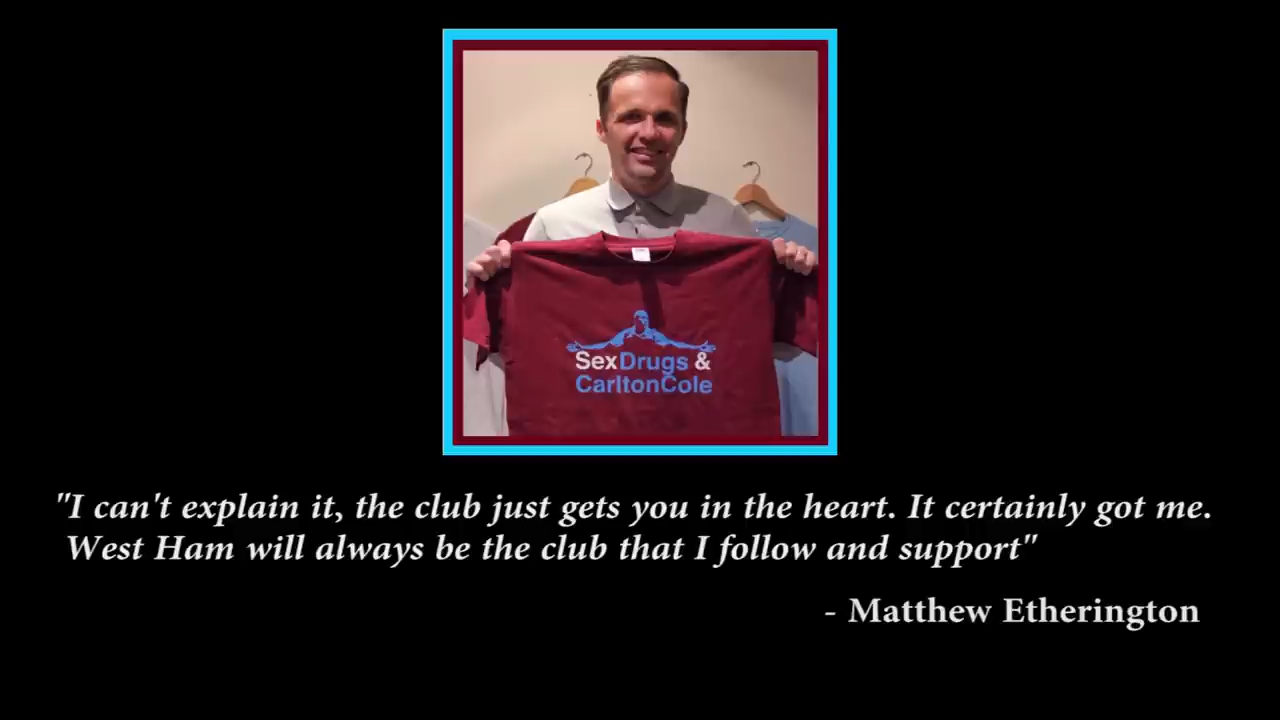 SexDrugs &
CarltonCole
"I can't explain it, the club just gets you in the heart. It certainly got me.
West Ham will always be the club that I follow and support"
- Matthew Etherington